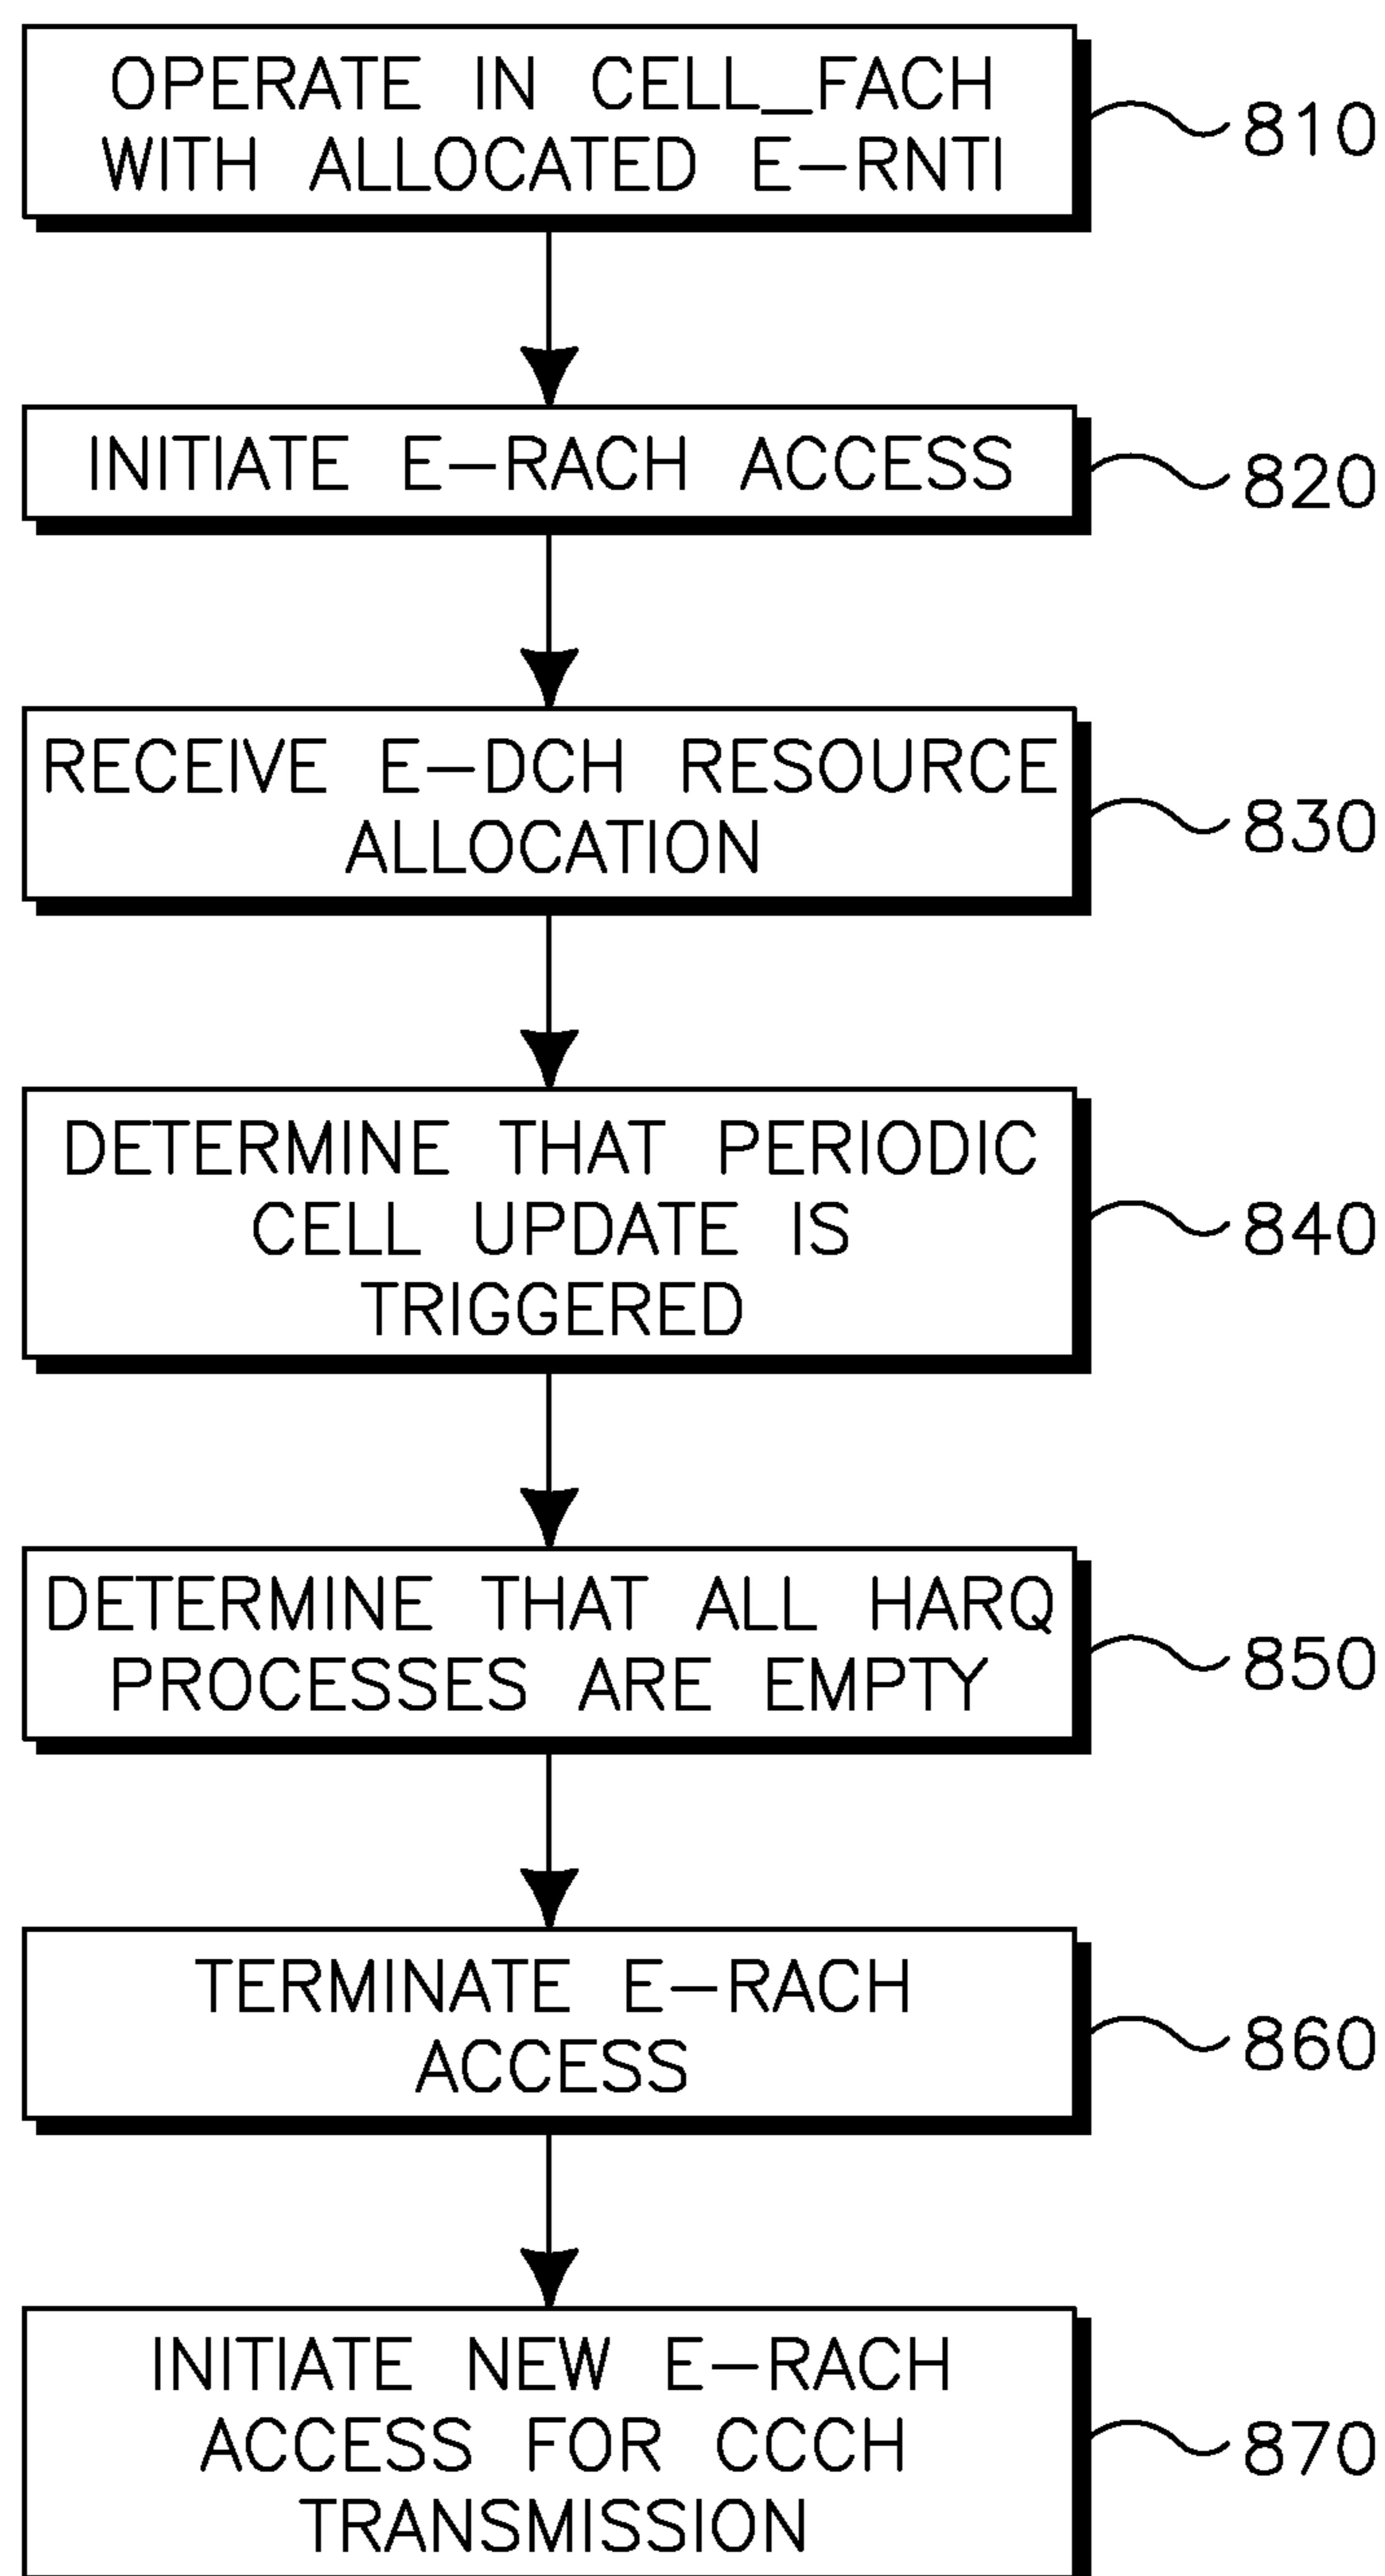 OPERATE IN CELL_FACH
WITH ALLOCATED E-RNTI
810
INITIATE E-RACH ACCESS
820
RECEIVE E-DCH RESOURCE
ALLOCATION
830
DETERMINE THAT PERIODIC
CELL UPDATE IS
TRIGGERED
840
DETERMINE THAT ALL HARQ
PROCESSES ARE EMPTY
850
TERMINATE E-RACH
ACCESS
860
INITIATE NEW E-RACH
ACCESS FOR CCCH
TRANSMISSION
870